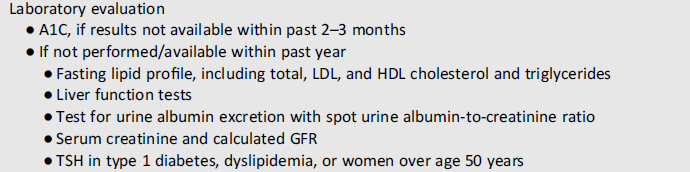 Laboratory evaluation
● A1C, if results not available within past 2–3 months
● If not performed/available within past year
● Fasting lipid profile, including total, LDL, and HDL cholesterol and triglycerides
● Liver function tests
● Test for urine albumin excretion with spot urine albumin-to-creatinine ratio
● Serum creatinine and calculated GFR
● TSH in type 1 diabetes, dyslipidemia, or women over age 50 years